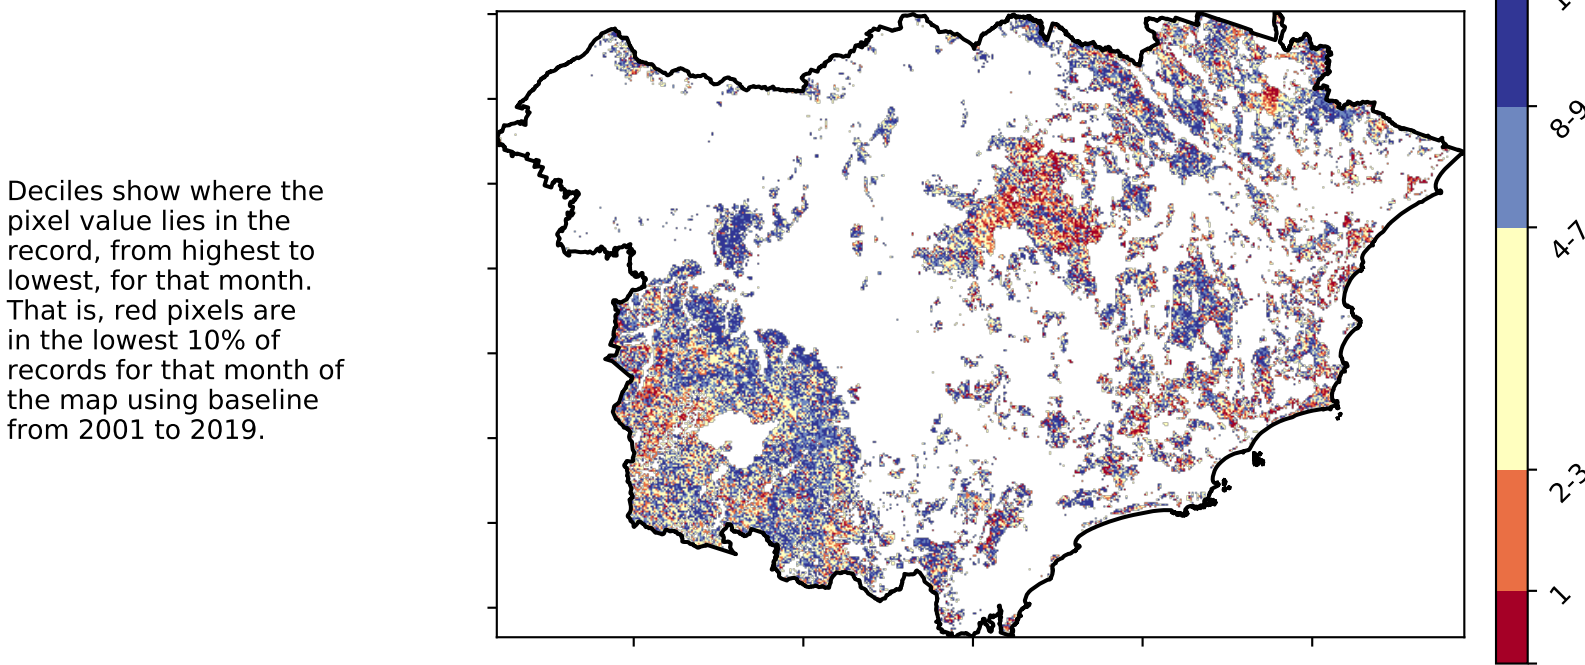 Deciles show where the
pixel value lies in the
record, from highest to
lowest, for that month.
That is, red pixels are
in the lowest 10% of
records for that month of
the map using baseline
from 2001 to 2019.
8-9
4-7
2-3
1